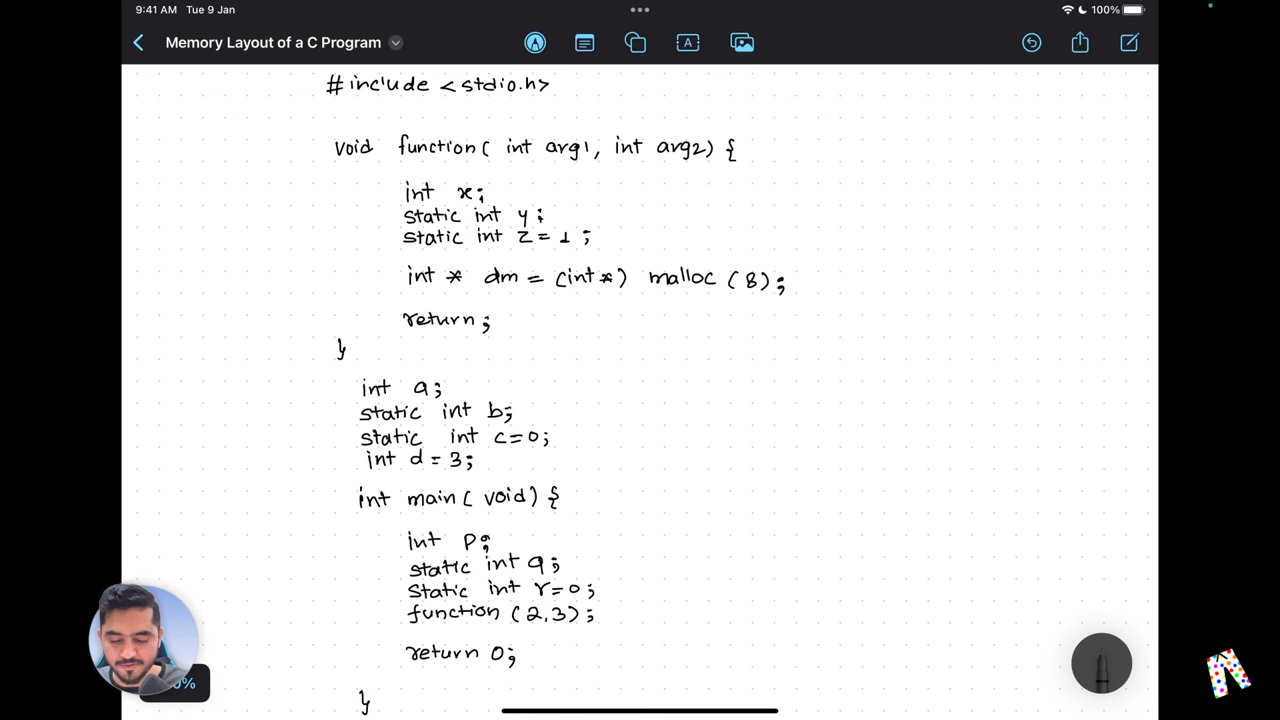 9:41 AM Tue 9 Jan
100%
Memory Layout of a C Program
#include <stdio.h>
void function( int arg1, int arg2) {
int x;
static int y;
static int z = 1;
int * dm = (int*) malloc (8);
return;
}
int a;
static int b;
static int c=0;
int d = 3;
int main( void) {
int p;
static int q;
static int r=0;
function (2,3);
return 0;
}